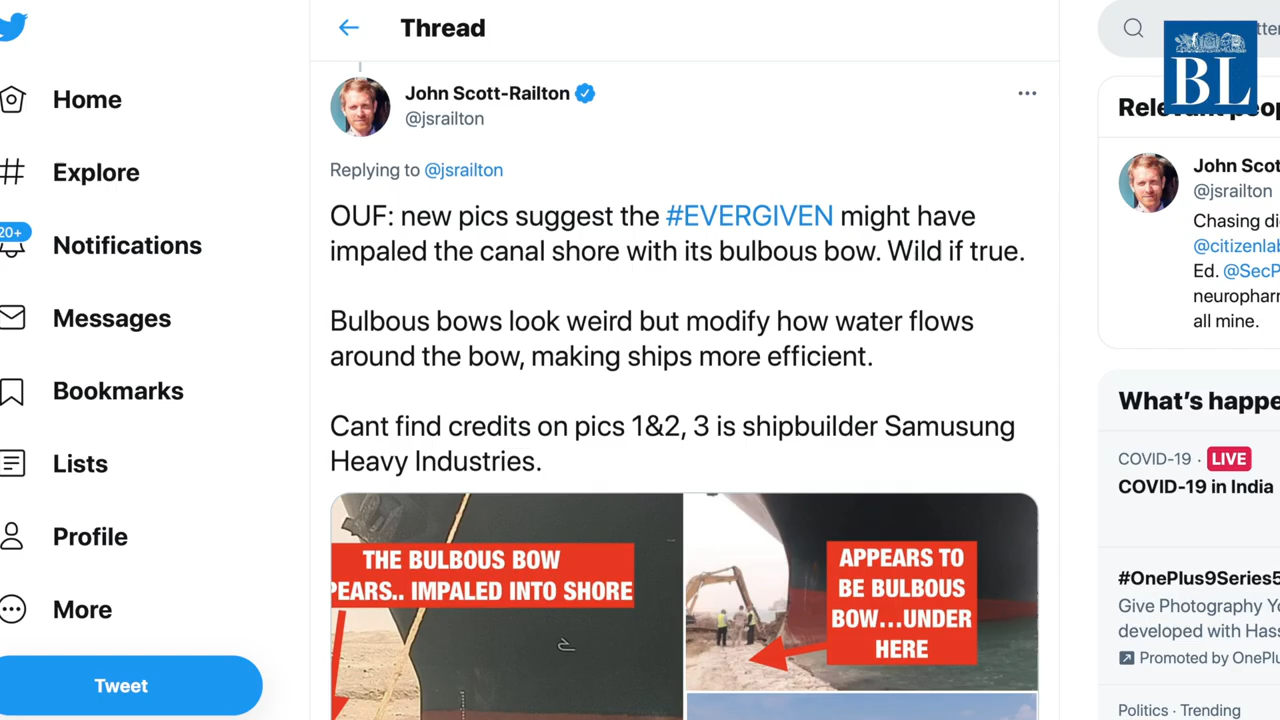 Thread
BL
Home
Explore
20+
Notifications
Messages
Bookmarks
Lists
Profile
More
Tweet
John Scott-Railton
@jsrailton
Replying to @jsrailton
OUF: new pics suggest the #EVERGIVEN might have
impaled the canal shore with its bulbous bow. Wild if true.
Bulbous bows look weird but modify how water flows
around the bow, making ships more efficient.
Cant find credits on pics 1&2, 3 is shipbuilder Samusung
Heavy Industries.
THE BULBOUS BOW
PEARS.. IMPALED INTO SHORE
APPEARS TO
BE BULBOUS
BOW...UNDER
HERE
John Scot
@jsrailton
Chasing di
@citizenlab
Ed. @SecP
neuropharm
all mine.
What's happe
COVID-19 · LIVE
COVID-19 in India
#OnePlus9Series5
Give Photography Yo
developed with Hass
Promoted by OnePlu
Politics · Trending